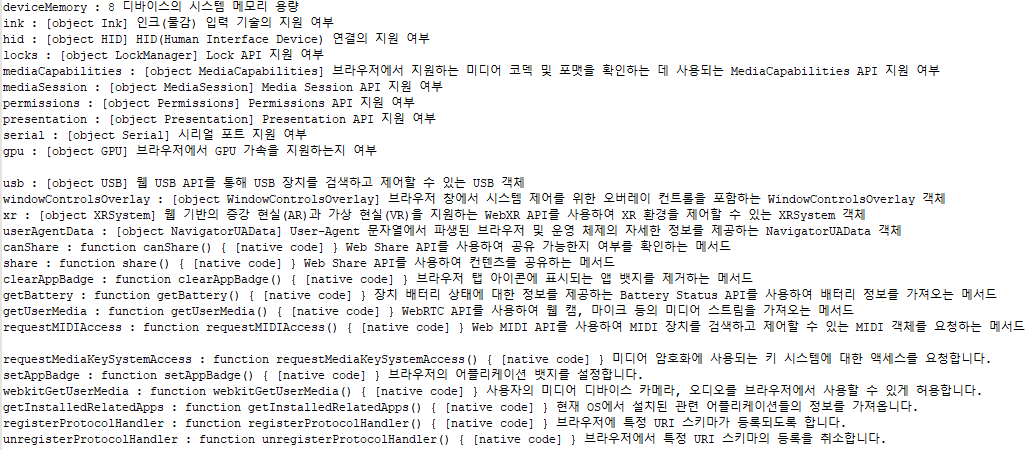 deviceMemory : 8 디바이스의 시스템 메모리 용량
ink : [object Ink] 인크(물감) 입력 기술의 지원 여부
hid : [object HID] HID(Human Interface Device) 연결의 지원 여부
locks : [object LockManager] Lock API 지원 여부
mediaCapabilities : [object MediaCapabilities] 브라우저에서 지원하는 미디어 코덱 및 포맷을 확인하는 데 사용되는 MediaCapabilities API 지원 여부
mediaSession : [object MediaSession] Media Session API 지원 여부
permissions : [object Permissions] Permissions API 지원 여부
presentation : [object Presentation] Presentation API 지원 여부
serial : [object Serial] 시리얼 포트 지원 여부
gpu : [object GPU] 브라우저에서 GPU 가속을 지원하는지 여부
usb : [object USB] 웹 USB API를 통해 USB 장치를 검색하고 제어할 수 있는 USB 객체
windowControlsOverlay : [object WindowControlsOverlay] 브라우저 창에서 시스템 제어를 위한 오버레이 컨트롤을 포함하는 WindowControlsOverlay 객체
xr : [object XRSystem] 웹 기반의 증강 현실(AR)과 가상 현실(VR)을 지원하는 WebXR API를 사용하여 XR 환경을 제어할 수 있는 XRSystem 객체
userAgentData : [object NavigatorUAData] User-Agent 문자열에서 파생된 브라우저 및 운영 체제의 자세한 정보를 제공하는 NavigatorUAData 객체
canShare : function canShare() { [native code] } Web Share API를 사용하여 공유 가능한지 여부를 확인하는 메서드
share : function share() { [native code] } Web Share API를 사용하여 컨텐츠를 공유하는 메서드
clearAppBadge : function clearAppBadge() { [native code] } 브라우저 탭 아이콘에 표시되는 앱 뱃지를 제거하는 메서드
getBattery : function getBattery() { [native code] } 장치 배터리 상태에 대한 정보를 제공하는 Battery Status API를 사용하여 배터리 정보를 가져오는 메서드
getUserMedia : function getUserMedia() { [native code] } WebRTC API를 사용하여 웹 캠, 마이크 등의 미디어 스트림을 가져오는 메서드
requestMIDIAccess : function requestMIDIAccess() { [native code] } Web MIDI API를 사용하여 MIDI 장치를 검색하고 제어할 수 있는 MIDI 객체를 요청하는 메서드
requestMediaKeySystemAccess : function requestMediaKeySystemAccess() { [native code] } 미디어 암호화에 사용되는 키 시스템에 대한 액세스를 요청합니다.
setAppBadge : function setAppBadge() { [native code] } 브라우저의 어플리케이션 뱃지를 설정합니다.
webkitGetUserMedia : function webkitGetUserMedia() { [native code] } 사용자의 미디어 디바이스 카메라, 오디오를 브라우저에서 사용할 수 있게 허용합니다.
getInstalledRelatedApps : function getInstalledRelatedApps() { [native code] } 현재 OS에서 설치된 관련 어플리케이션들의 정보를 가져옵니다.
registerProtocolHandler : function registerProtocolHandler() { [native code] } 브라우저에 특정 URI 스키마가 등록되도록 합니다.
unregisterProtocolHandler : function unregisterProtocolHandler() { [native code] } 브라우저에서 특정 URI 스키마의 등록을 취소합니다.